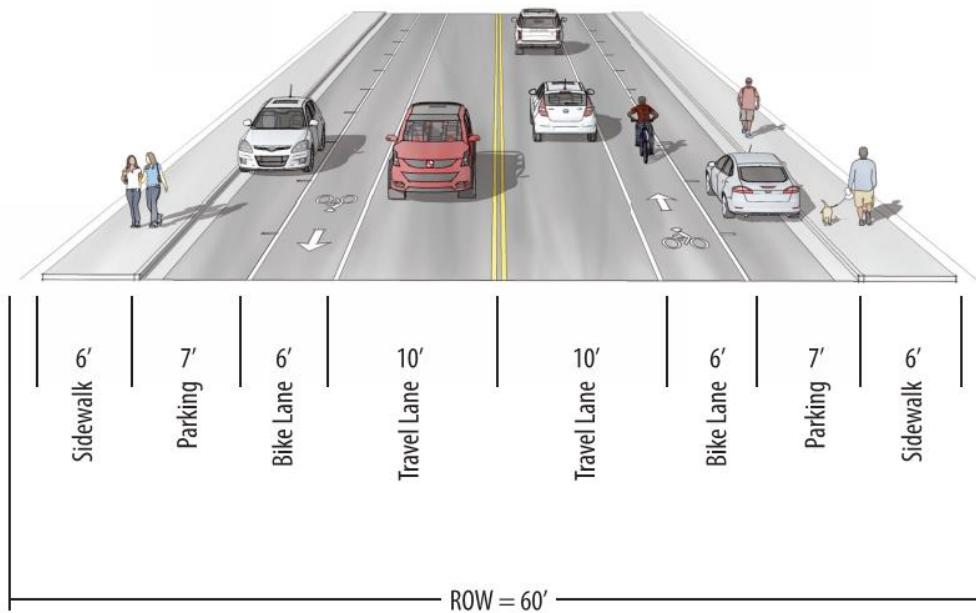 6’
Sidewalk
7’
Parking
6’
Bike Lane
10’
Travel Lane
10’
Travel Lane
6’
Bike Lane
7’
Parking
6’
Sidewalk
ROW = 60’